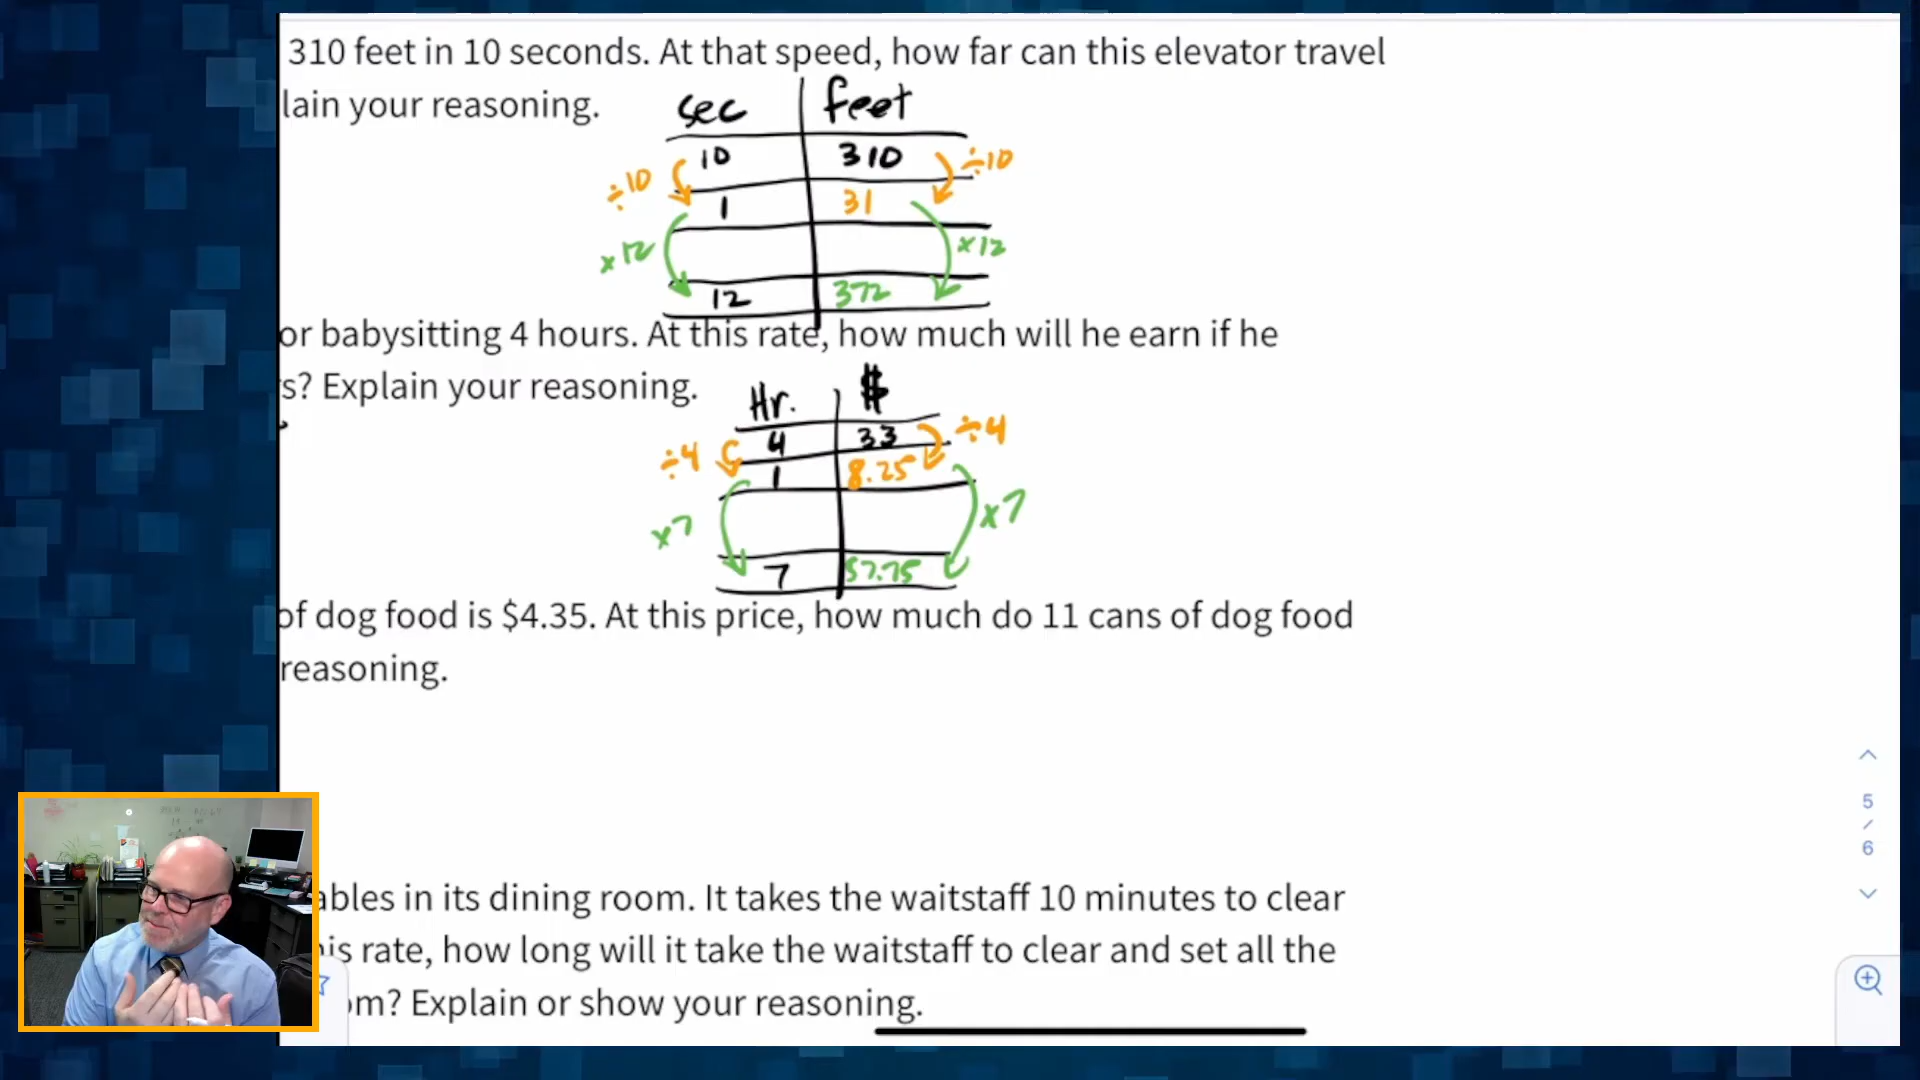 310 feet in 10 seconds. At that speed, how far can this elevator travel
lain your reasoning.
sec feet
10 310
÷10 ÷10
1 31
x12 x12
12 372
or babysitting 4 hours. At this rate, how much will he earn if he
s? Explain your reasoning.
Hr. $
4 33
÷4 ÷4
1 8.25
x7 x7
7 57.75
of dog food is $4.35. At this price, how much do 11 cans of dog food
reasoning.
5
/
6
ables in its dining room. It takes the waitstaff 10 minutes to clear
is rate, how long will it take the waitstaff to clear and set all the
om? Explain or show your reasoning.